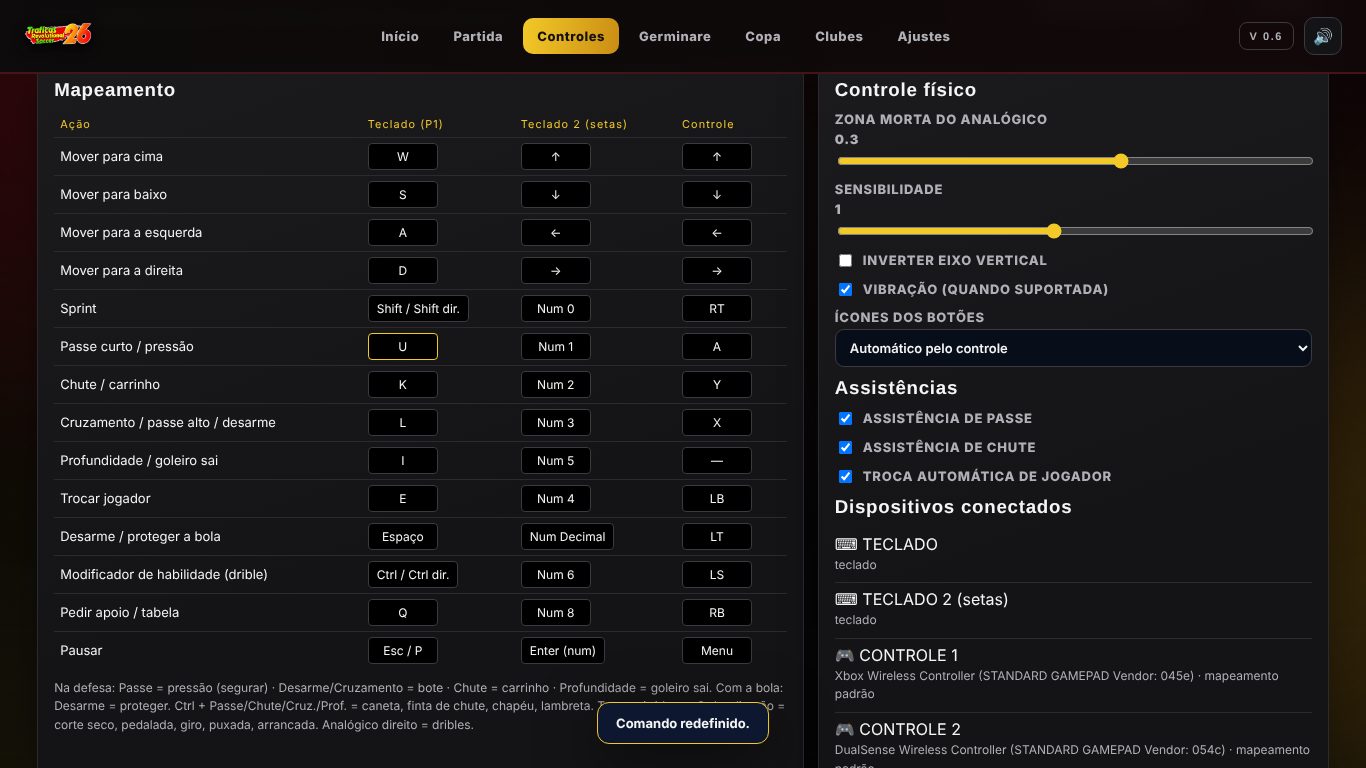 Trafitas
Revolutional
Soccer 26
Início Partida Controles Germinare Copa Clubes Ajustes
V 0.6
Mapeamento
Ação Teclado (P1) Teclado 2 (setas) Controle
Mover para cima W ↑ ↑
Mover para baixo S ↓ ↓
Mover para a esquerda A ← ←
Mover para a direita D → →
Sprint Shift / Shift dir. Num 0 RT
Passe curto / pressão U Num 1 A
Chute / carrinho K Num 2 Y
Cruzamento / passe alto / desarme L Num 3 X
Profundidade / goleiro sai I Num 5 —
Trocar jogador E Num 4 LB
Desarme / proteger a bola Espaço Num Decimal LT
Modificador de habilidade (drible) Ctrl / Ctrl dir. Num 6 LS
Pedir apoio / tabela Q Num 8 RB
Pausar Esc / P Enter (num) Menu
Na defesa: Passe = pressão (segurar) · Desarme/Cruzamento = bote · Chute = carrinho · Profundidade = goleiro sai. Com a bola:
Desarme = proteger. Ctrl + Passe/Chute/Cruz./Prof. = caneta, finta de chute, chapéu, lambreta. =
corte seco, pedalada, giro, puxada, arrancada. Analógico direito = dribles.
Comando redefinido.
Controle físico
ZONA MORTA DO ANALÓGICO
0.3
SENSIBILIDADE
1
INVERTER EIXO VERTICAL
VIBRAÇÃO (QUANDO SUPORTADA)
ÍCONES DOS BOTÕES
Automático pelo controle
Assistências
ASSISTÊNCIA DE PASSE
ASSISTÊNCIA DE CHUTE
TROCA AUTOMÁTICA DE JOGADOR
Dispositivos conectados
TECLADO
teclado
TECLADO 2 (setas)
teclado
CONTROLE 1
Xbox Wireless Controller (STANDARD GAMEPAD Vendor: 045e) · mapeamento
padrão
CONTROLE 2
DualSense Wireless Controller (STANDARD GAMEPAD Vendor: 054c) · mapeamento
padrão